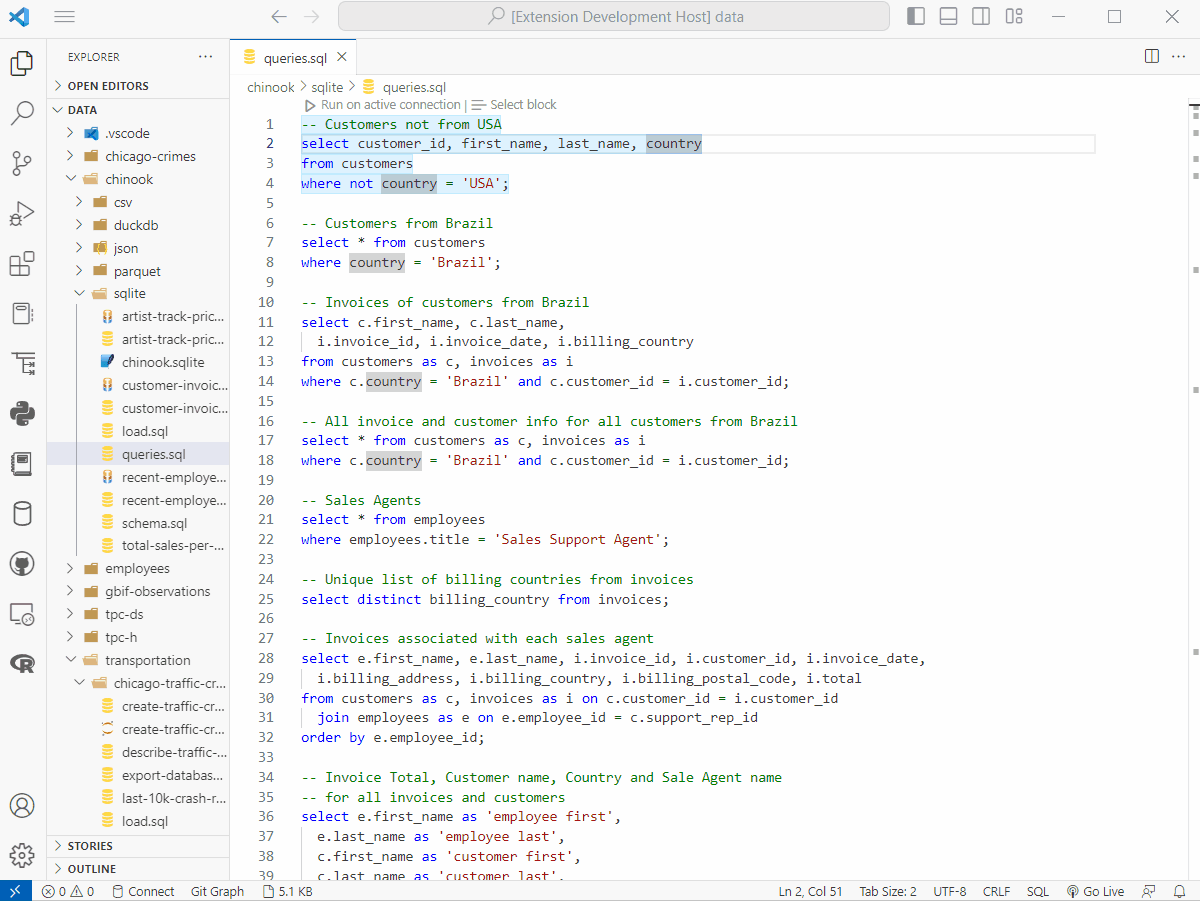 [Extension Development Host] data
EXPLORER
OPEN EDITORS
DATA
.vscode
chicago-crimes
chinook
csv
duckdb
json
parquet
sqlite
artist-track-pric...
artist-track-pric...
chinook.sqlite
customer-invoic...
customer-invoic...
load.sql
queries.sql
recent-employe...
recent-employe...
schema.sql
total-sales-per-...
employees
gbif-observations
tpc-ds
tpc-h
transportation
chicago-traffic-cr...
create-traffic-cr...
create-traffic-cr...
describe-traffic-...
export-databas...
last-10k-crash-r...
load.sql
STORIES
OUTLINE
queries.sql
chinook > sqlite > queries.sql
Run on active connection | Select block
1 -- Customers not from USA
2 select customer_id, first_name, last_name, country
3 from customers
4 where not country = 'USA';
5
6 -- Customers from Brazil
7 select * from customers
8 where country = 'Brazil';
9
10 -- Invoices of customers from Brazil
11 select c.first_name, c.last_name,
12 i.invoice_id, i.invoice_date, i.billing_country
13 from customers as c, invoices as i
14 where c.country = 'Brazil' and c.customer_id = i.customer_id;
15
16 -- All invoice and customer info for all customers from Brazil
17 select * from customers as c, invoices as i
18 where c.country = 'Brazil' and c.customer_id = i.customer_id;
19
20 -- Sales Agents
21 select * from employees
22 where employees.title = 'Sales Support Agent';
23
24 -- Unique list of billing countries from invoices
25 select distinct billing_country from invoices;
26
27 -- Invoices associated with each sales agent
28 select e.first_name, e.last_name, i.invoice_id, i.customer_id, i.invoice_date,
29 i.billing_address, i.billing_country, i.billing_postal_code, i.total
30 from customers as c, invoices as i on c.customer_id = i.customer_id
31 join employees as e on e.employee_id = c.support_rep_id
32 order by e.employee_id;
33
34 -- Invoice Total, Customer name, Country and Sale Agent name
35 -- for all invoices and customers
36 select e.first_name as 'employee first',
37 e.last_name as 'employee last',
38 c.first_name as 'customer first',
39 c.last_name as 'customer last',
0 0 Connect Git Graph 5.1 KB Ln 2, Col 51 Tab Size: 2 UTF-8 CRLF SQL Go Live